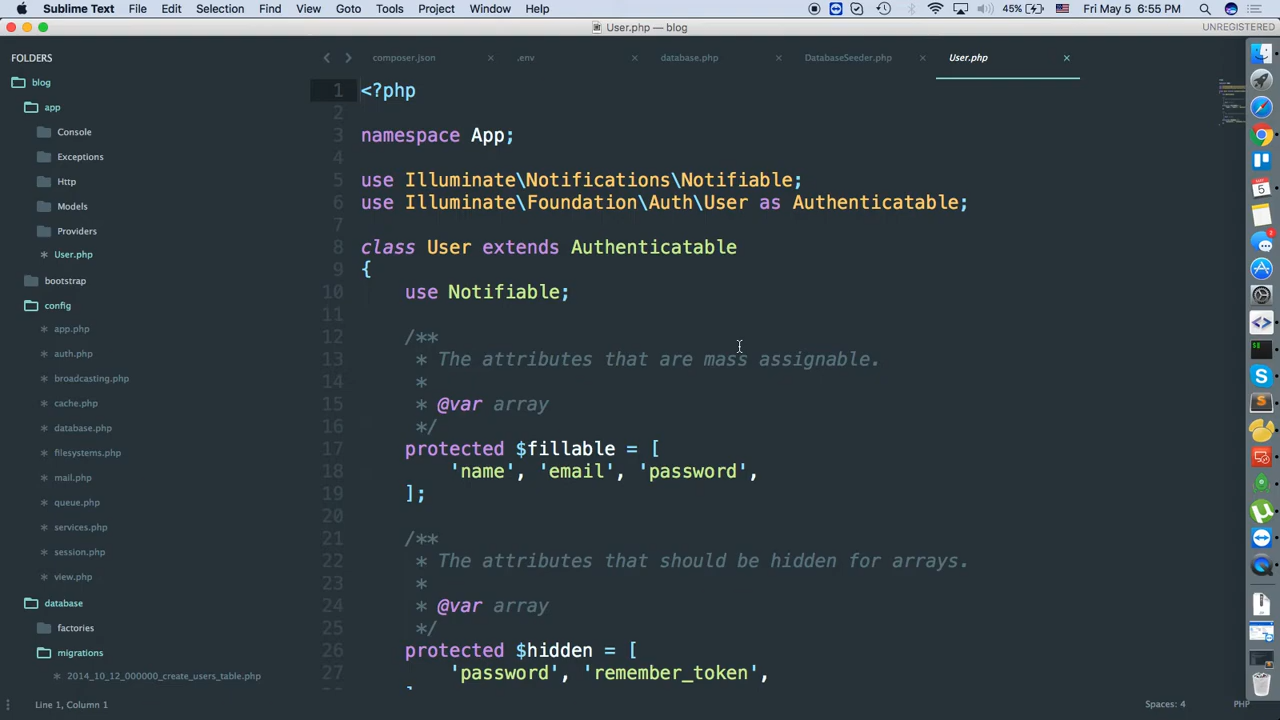 Sublime Text File Edit Selection Find View Goto Tools Project Window Help 45% Fri May 5 6:55 PM
User.php — blog UNREGISTERED
FOLDERS
blog
app
Console
Exceptions
Http
Models
Providers
User.php
bootstrap
config
app.php
auth.php
broadcasting.php
cache.php
database.php
filesystems.php
mail.php
queue.php
services.php
session.php
view.php
database
factories
migrations
2014_10_12_000000_create_users_table.php
composer.json .env database.php DatabaseSeeder.php User.php
1 <?php
2
3 namespace App;
4
5 use Illuminate\Notifications\Notifiable;
6 use Illuminate\Foundation\Auth\User as Authenticatable;
7
8 class User extends Authenticatable
9 {
10 use Notifiable;
11
12 /**
13 * The attributes that are mass assignable.
14 *
15 * @var array
16 */
17 protected $fillable = [
18 'name', 'email', 'password',
19 ];
20
21 /**
22 * The attributes that should be hidden for arrays.
23 *
24 * @var array
25 */
26 protected $hidden = [
27 'password', 'remember_token',
Line 1, Column 1 Spaces: 4 PHP